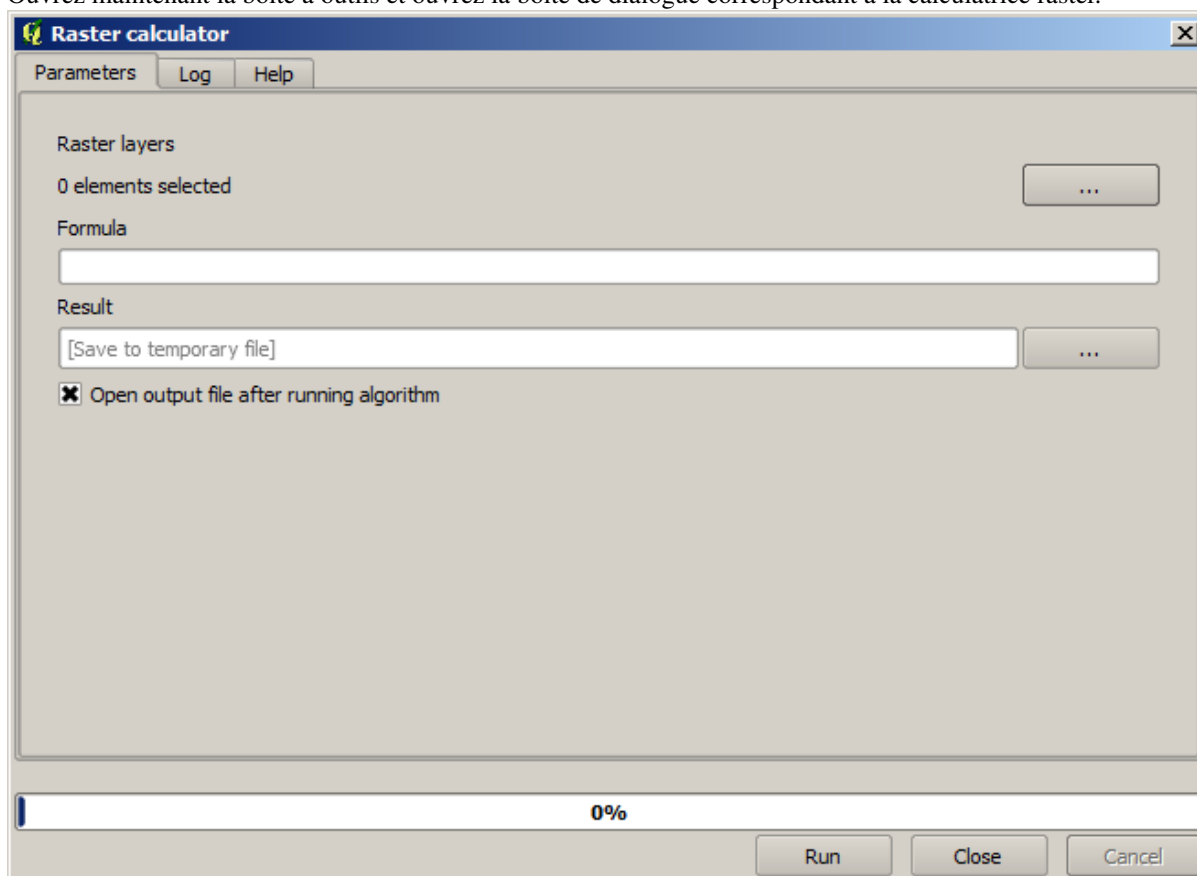 Ouvrez maintenant la boîte à outils et ouvrez la boîte de dialogue correspondant à la calculatrice raster.
Raster calculator
Parameters Log Help
Raster layers
0 elements selected
...
Formula
Result
[Save to temporary file]
...
Open output file after running algorithm
0%
Run Close Cancel